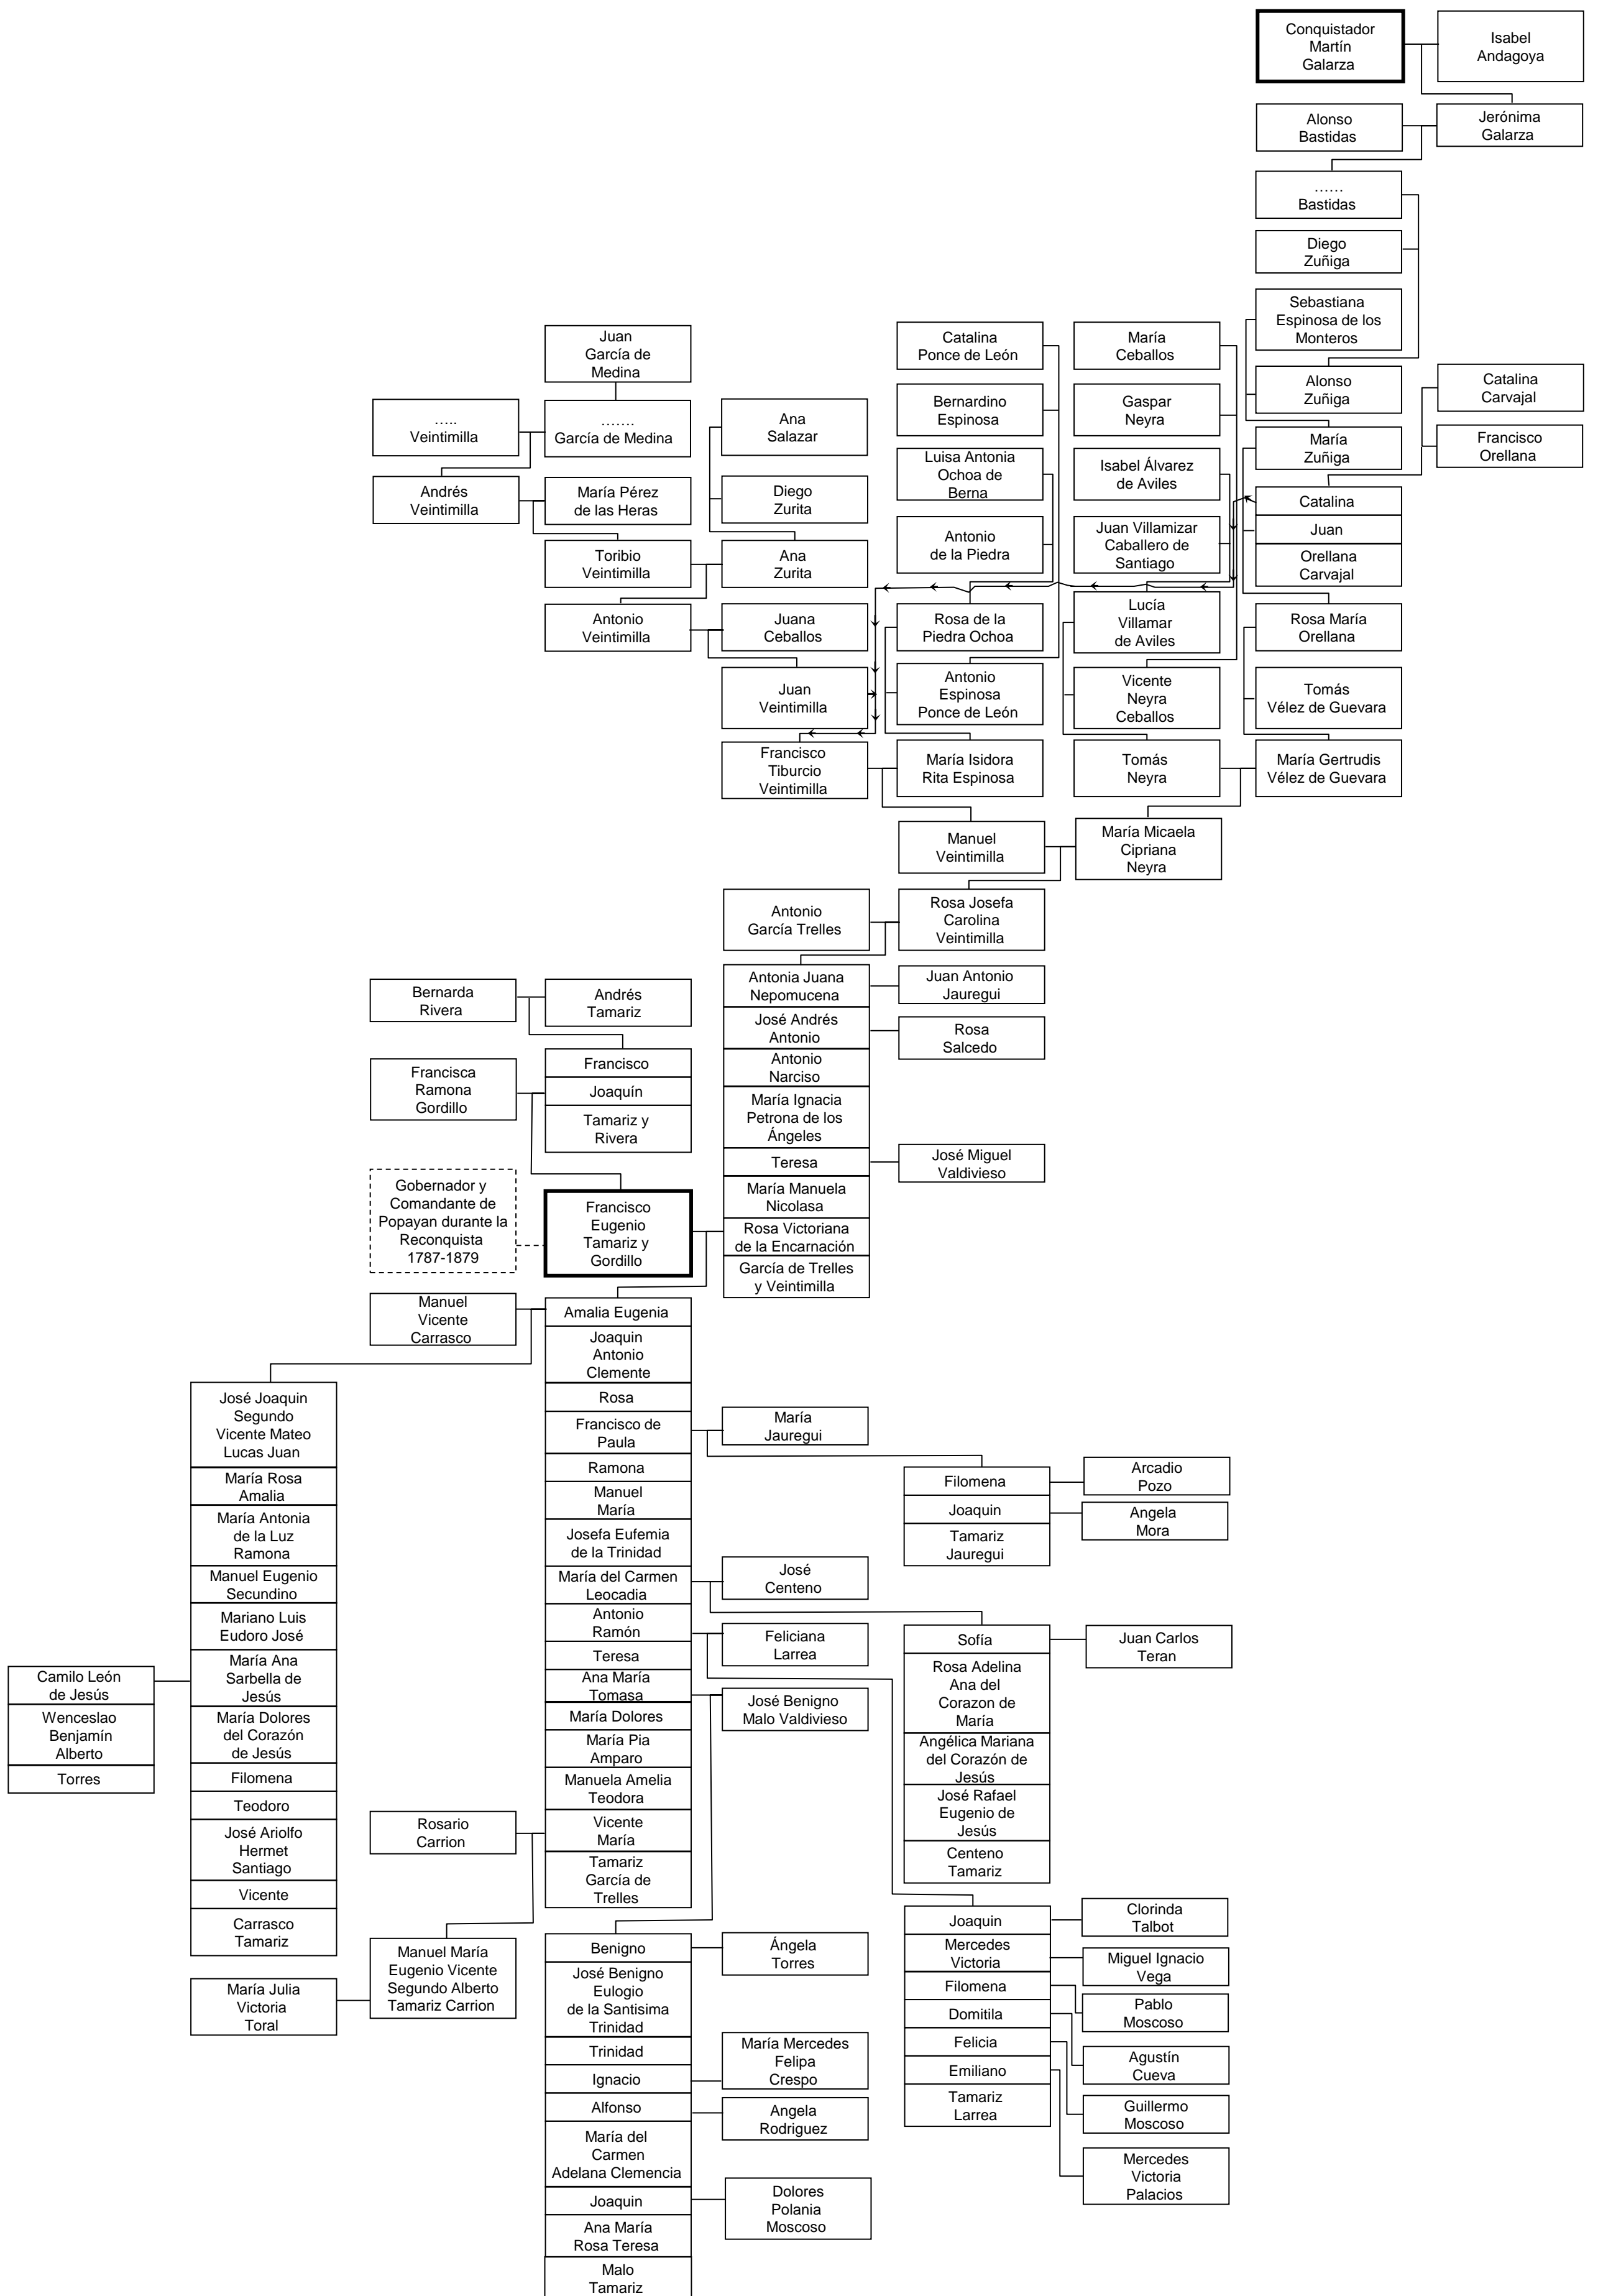 Conquistador
Martín
Galarza
Isabel
Andagoya
Alonso
Bastidas
Jerónima
Galarza
……
Bastidas
Diego
Zuñiga
Sebastiana
Espinosa de los
Monteros
Juan
García de
Medina
Catalina
Ponce de León
María
Ceballos
Alonso
Zuñiga
Catalina
Carvajal
…..
Veintimilla
…….
García de Medina
Ana
Salazar
Bernardino
Espinosa
Gaspar
Neyra
María
Zuñiga
Francisco
Orellana
Andrés
Veintimilla
María Pérez
de las Heras
Diego
Zurita
Luisa Antonia
Ochoa de
Berna
Isabel Álvarez
de Aviles
Catalina
Juan
Orellana
Carvajal
Toribio
Veintimilla
Ana
Zurita
Antonio
de la Piedra
Juan Villamizar
Caballero de
Santiago
Antonio
Veintimilla
Juana
Ceballos
Rosa de la
Piedra Ochoa
Lucía
Villamar
de Aviles
Rosa María
Orellana
Juan
Veintimilla
Antonio
Espinosa
Ponce de León
Vicente
Neyra
Ceballos
Tomás
Vélez de Guevara
Francisco
Tiburcio
Veintimilla
María Isidora
Rita Espinosa
Tomás
Neyra
María Gertrudis
Vélez de Guevara
Manuel
Veintimilla
María Micaela
Cipriana
Neyra
Antonio
García Trelles
Rosa Josefa
Carolina
Veintimilla
Bernarda
Rivera
Andrés
Tamariz
Antonia Juana
Nepomucena
Juan Antonio
Jauregui
José Andrés
Antonio
Rosa
Salcedo
Antonio
Narciso
María Ignacia
Petrona de los
Ángeles
Teresa
José Miguel
Valdivieso
María Manuela
Nicolasa
Rosa Victoriana
de la Encarnación
García de Trelles
y Veintimilla
Francisca
Ramona
Gordillo
Francisco
Joaquín
Tamariz y
Rivera
Gobernador y
Comandante de
Popayan durante la
Reconquista
1787-1879
Francisco
Eugenio
Tamariz y
Gordillo
Manuel
Vicente
Carrasco
Amalia Eugenia
Joaquin
Antonio
Clemente
Rosa
Francisco de
Paula
María
Jauregui
Ramona
Manuel
María
Josefa Eufemia
de la Trinidad
María del Carmen
Leocadia
José
Centeno
Antonio
Ramón
Feliciana
Larrea
Teresa
Ana María
Tomasa
José Benigno
Malo Valdivieso
María Dolores
María Pia
Amparo
Manuela Amelia
Teodora
Vicente
María
Rosario
Carrion
Tamariz
García de
Trelles
José Joaquin
Segundo
Vicente Mateo
Lucas Juan
María Rosa
Amalia
María Antonia
de la Luz
Ramona
Manuel Eugenio
Secundino
Mariano Luis
Eudoro José
María Ana
Sarbella de
Jesús
María Dolores
del Corazón
de Jesús
Filomena
Teodoro
José Ariolfo
Hermet
Santiago
Vicente
Carrasco
Tamariz
Camilo León
de Jesús
Wenceslao
Benjamín
Alberto
Torres
Filomena
Arcadio
Pozo
Joaquin
Angela
Mora
Tamariz
Jauregui
Sofía
Juan Carlos
Teran
Rosa Adelina
Ana del
Corazon de
María
Angélica Mariana
del Corazón de
Jesús
José Rafael
Eugenio de
Jesús
Centeno
Tamariz
María Julia
Victoria
Toral
Manuel María
Eugenio Vicente
Segundo Alberto
Tamariz Carrion
Benigno
Ángela
Torres
José Benigno
Eulogio
de la Santisima
Trinidad
Trinidad
Ignacio
María Mercedes
Felipa
Crespo
Alfonso
Angela
Rodriguez
María del
Carmen
Adelana Clemencia
Joaquin
Dolores
Polania
Moscoso
Ana María
Rosa Teresa
Malo
Tamariz
Joaquin
Clorinda
Talbot
Mercedes
Victoria
Miguel Ignacio
Vega
Filomena
Pablo
Moscoso
Domitila
Agustín
Cueva
Felicia
Guillermo
Moscoso
Emiliano
Mercedes
Victoria
Palacios
Tamariz
Larrea